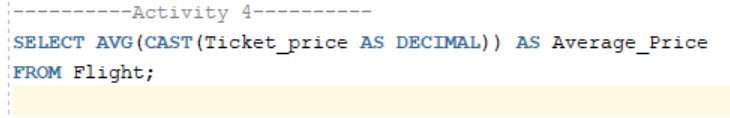 ----------Activity 4----------
SELECT AVG(CAST(Ticket_price AS DECIMAL)) AS Average_Price
FROM Flight;